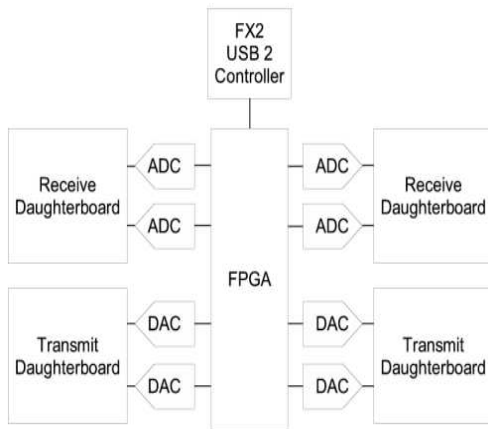 FX2
USB 2
Controller
Receive
Daughterboard
ADC
ADC
ADC
ADC
Receive
Daughterboard
FPGA
Transmit
Daughterboard
DAC
DAC
DAC
DAC
Transmit
Daughterboard